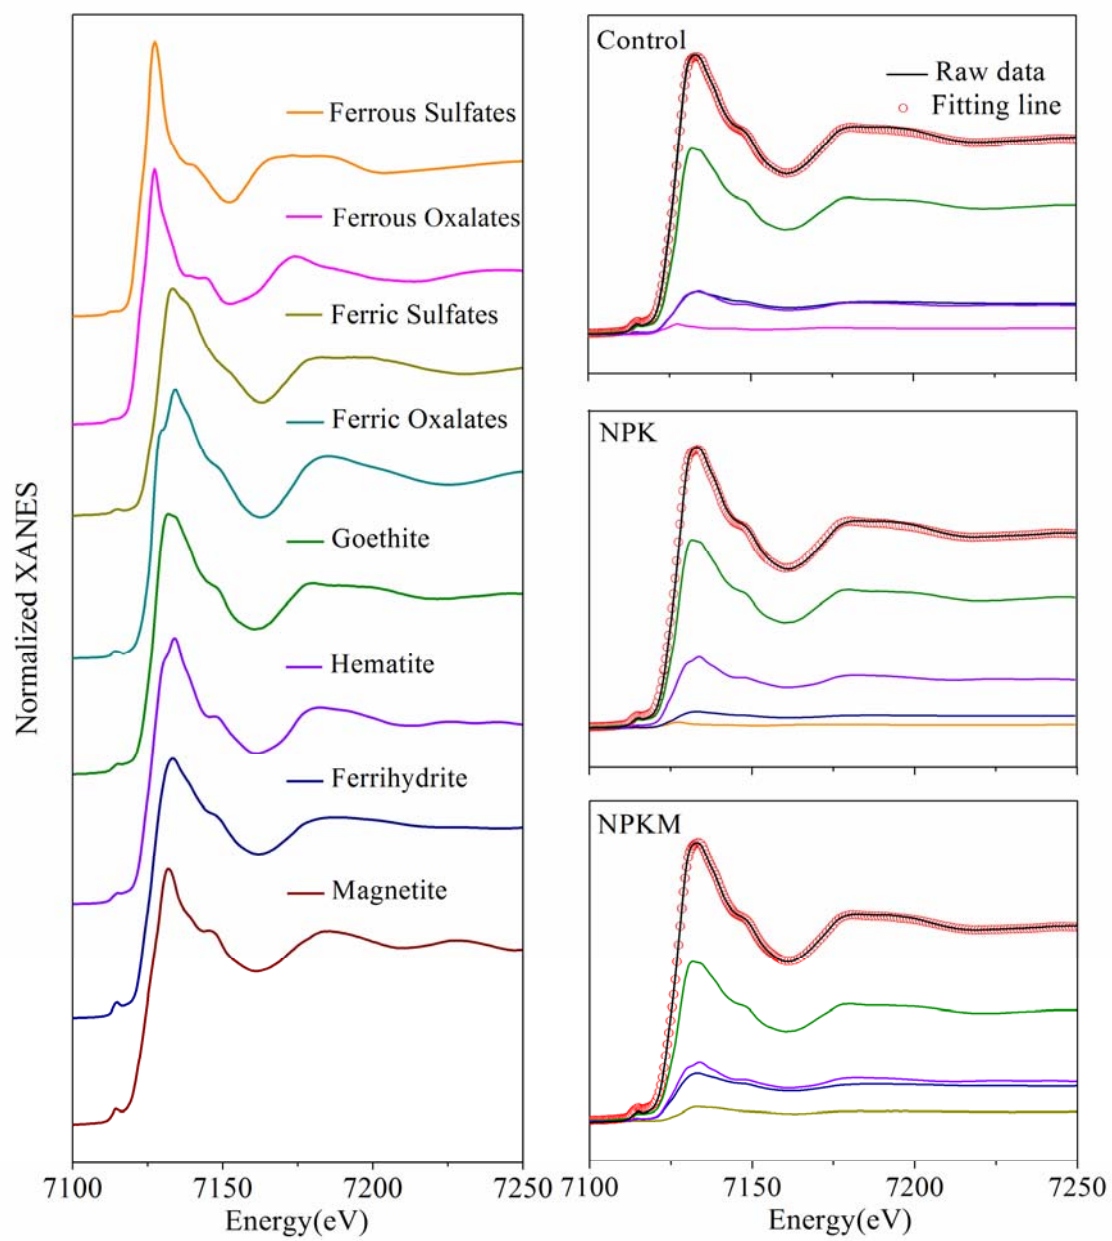 Normalized XANES
Ferrous Sulfates
Ferrous Oxalates
Ferric Sulfates
Ferric Oxalates
Goethite
Hematite
Ferrihydrite
Magnetite
7100 7150 7200 7250
Energy(eV)
Control
Raw data
Fitting line
NPK
NPKM
7100 7150 7200 7250
Energy(eV)